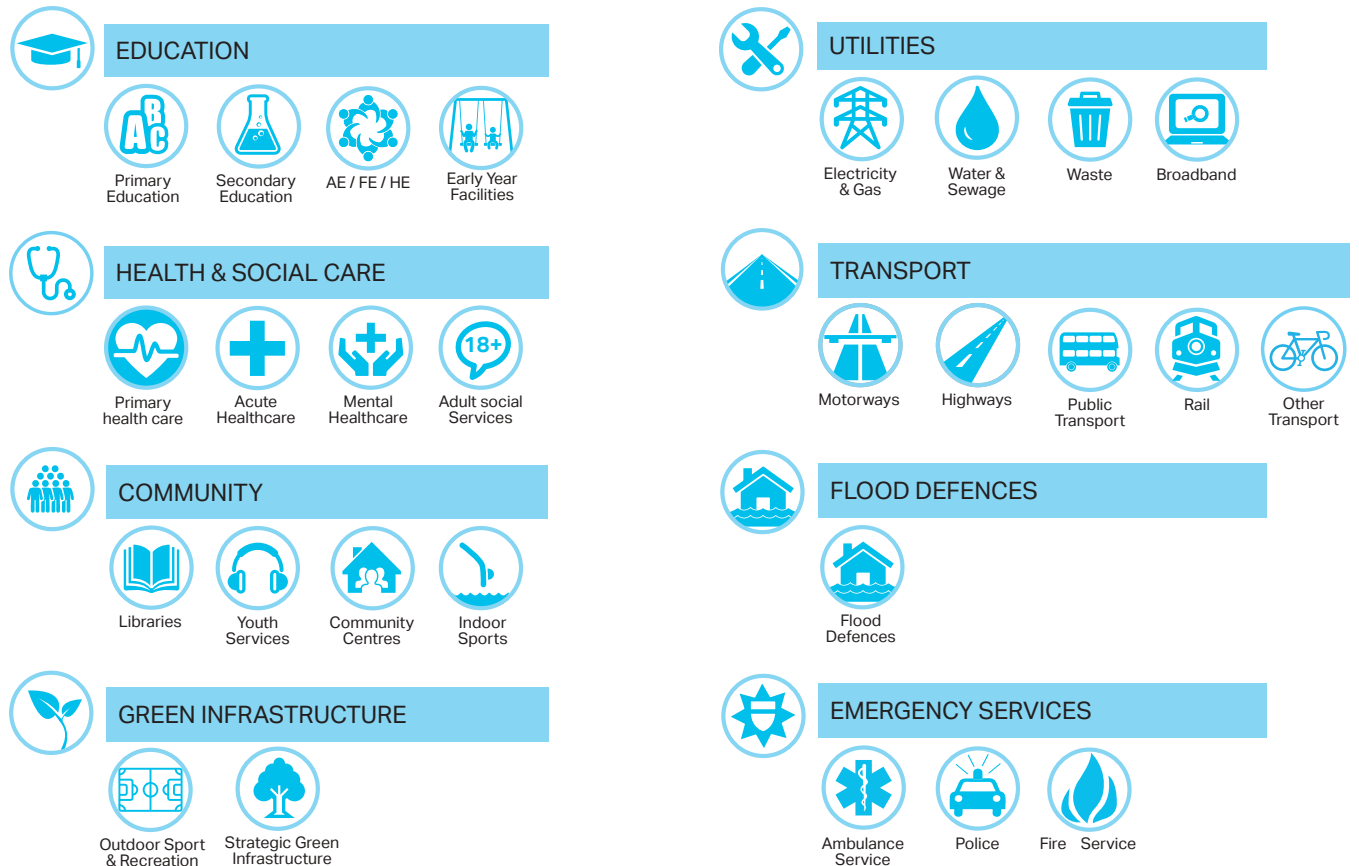 EDUCATION
Primary
Education
Secondary
Education
AE / FE / HE
Early Year
Facilities
HEALTH & SOCIAL CARE
Primary
health care
Acute
Healthcare
Mental
Healthcare
18+
Adult social
Services
COMMUNITY
Libraries
Youth
Services
Community
Centres
Indoor
Sports
GREEN INFRASTRUCTURE
Outdoor Sport
& Recreation
Strategic Green
Infrastructure
UTILITIES
Electricity
& Gas
Water &
Sewage
Waste
Broadband
TRANSPORT
Motorways
Highways
Public
Transport
Rail
Other
Transport
FLOOD DEFENCES
Flood
Defences
EMERGENCY SERVICES
Ambulance
Service
Police
Fire Service
ABC